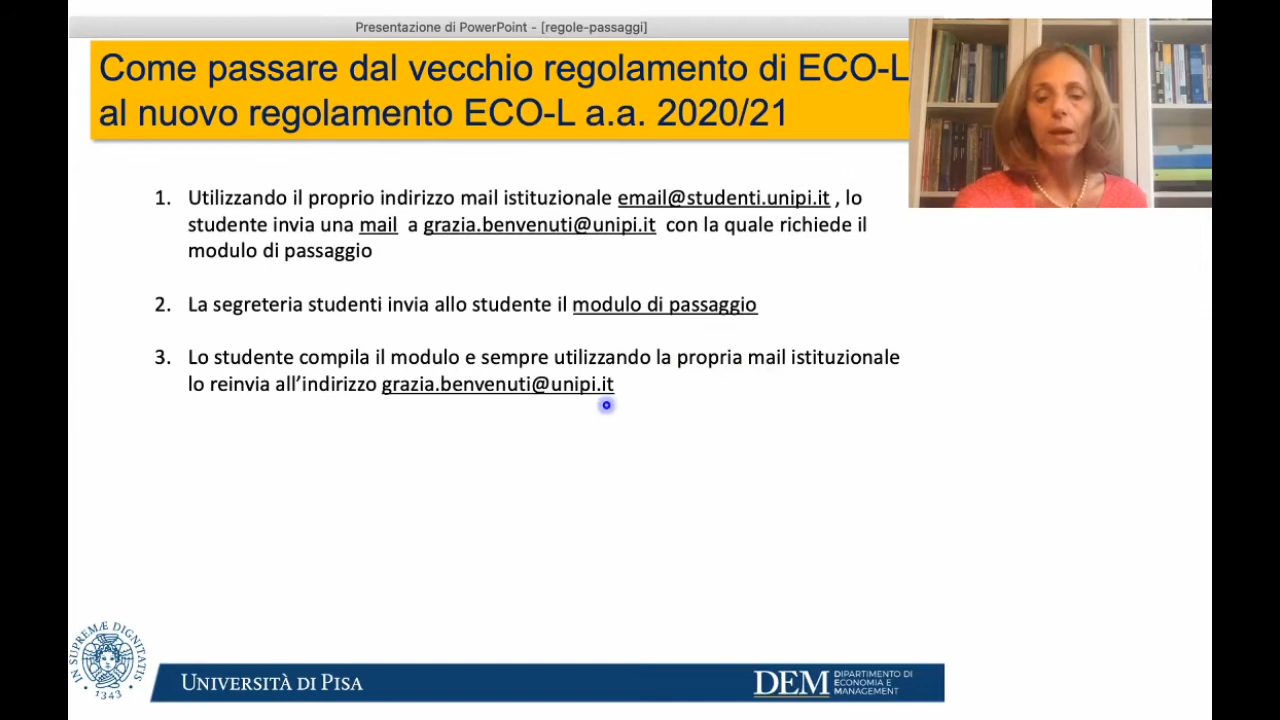 Presentazione di PowerPoint - [regole-passaggi]
Come passare dal vecchio regolamento di ECO-L
al nuovo regolamento ECO-L a.a. 2020/21
1. Utilizzando il proprio indirizzo mail istituzionale email@studenti.unipi.it , lo
studente invia una mail a grazia.benvenuti@unipi.it con la quale richiede il
modulo di passaggio
2. La segreteria studenti invia allo studente il modulo di passaggio
3. Lo studente compila il modulo e sempre utilizzando la propria mail istituzionale
lo reinvia all’indirizzo grazia.benvenuti@unipi.it
IN SUPREMÆ DIGNITATIS
1343
UNIVERSITÀ DI PISA
DEM
DIPARTIMENTO DI
ECONOMIA E
MANAGEMENT